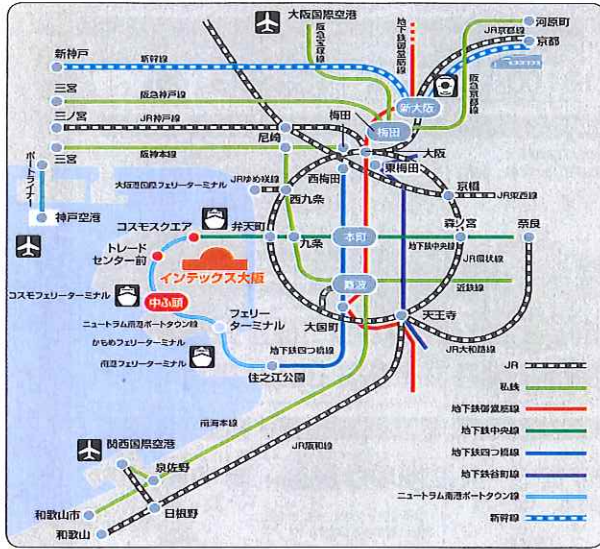 大阪国際空港
阪急宝塚線
地下鉄御堂筋線
河原町
JR京都線
京都
新神戸
新幹線
阪急京都線
三宮
阪急神戸線
新大阪
三ノ宮
JR神戸線
梅田
梅田
尼崎
大阪
三宮
阪神本線
西梅田
東梅田
ポートライナー
JRゆめ咲線
京橋
JR東西線
大阪港国際フェリーターミナル
西九条
神戸空港
コスモスクエア
弁天町
森ノ宮
奈良
トレード
センター前
九条
本町
地下鉄中央線
JR環状線
インテックス大阪
コスモフェリーターミナル
難波
近鉄線
中ふ頭
フェリー
ターミナル
ニュートラム南港ポートタウン線
大国町
天王寺
かもめフェリーターミナル
地下鉄四つ橋線
JR大和路線
南港フェリーターミナル
住之江公園
JR
私鉄
地下鉄御堂筋線
南海本線
JR阪和線
地下鉄中央線
関西国際空港
地下鉄四つ橋線
泉佐野
地下鉄谷町線
ニュートラム南港ポートタウン線
和歌山市
日根野
新幹線
和歌山